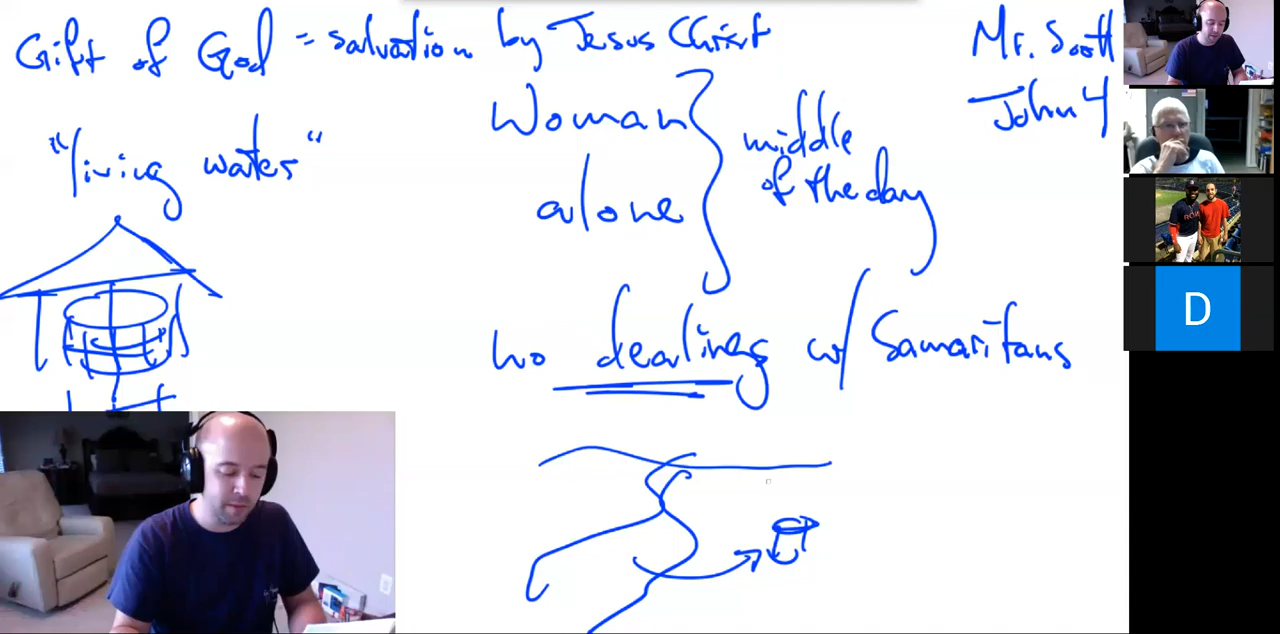 Gift of God = salvation by Jesus Christ
"living water"
Woman
alone
middle
of the day
no dealings w/ Samaritans
Mr. Scott
John 4
D